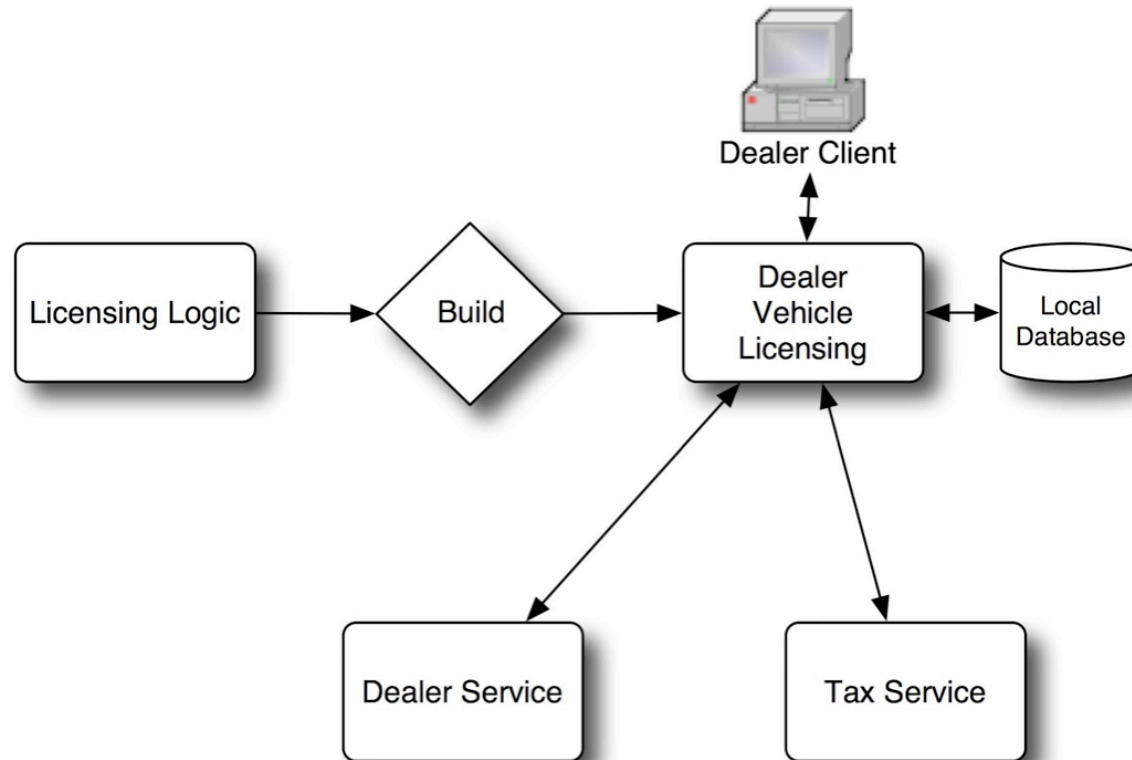 Dealer Client
Licensing Logic
Build
Dealer
Vehicle
Licensing
Local
Database
Dealer Service
Tax Service